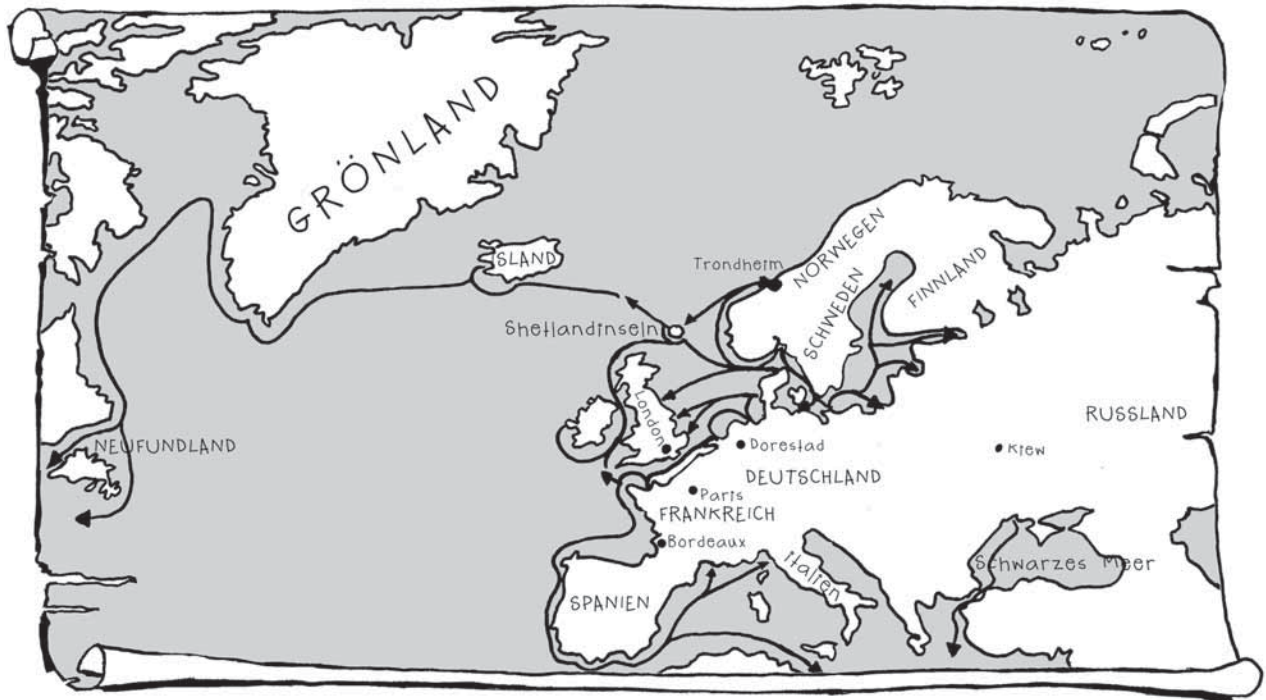 GRÖNLAND
ISLAND
Trondheim
NORWEGEN
SCHWEDEN
FINNLAND
Shetlandinseln
London
NEUFUNDLAND
Dorestad
DEUTSCHLAND
RUSSLAND
Kiew
Paris
FRANKREICH
Bordeaux
Italien
Schwarzes Meer
SPANIEN